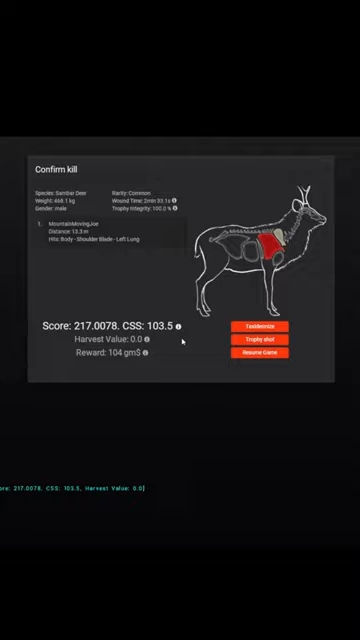 Confirm kill
Species: Sambar Deer
Rarity: Common
Weight: 468.1 kg
Wound Time: 2min 33.1s
Gender: male
Trophy Integrity: 100.0 %
1. MountainMovingJoe
Distance: 13.3 m
Hits: Body - Shoulder Blade - Left Lung
Score: 217.0078. CSS: 103.5
Harvest Value: 0.0
Reward: 104 gm$
Taxidermize
Trophy shot
Resume Game
ore: 217.0078. CSS: 103.5, Harvest Value: 0.0]